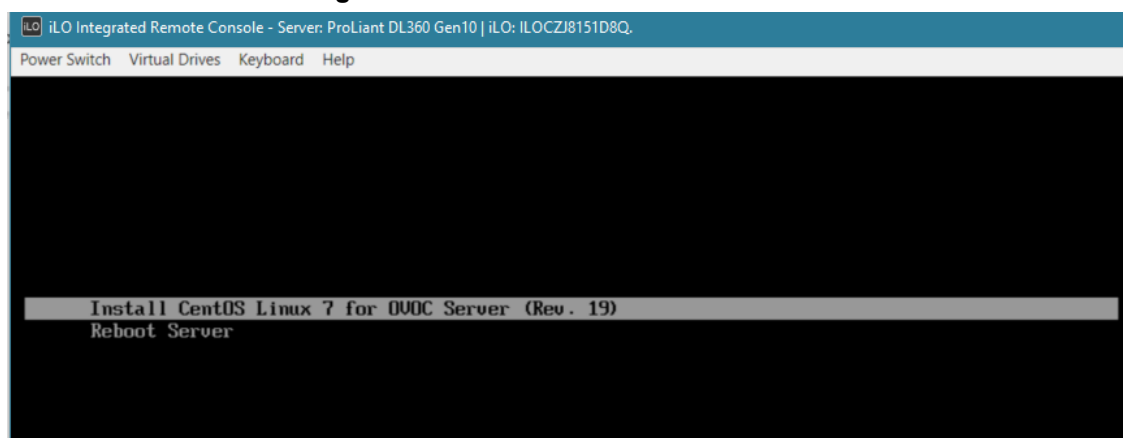 iLO iLO Integrated Remote Console - Server: ProLiant DL360 Gen10 | iLO: ILOCZJ8151D8Q.
Power Switch Virtual Drives Keyboard Help
Install CentOS Linux 7 for OVOC Server (Rev. 19)
Reboot Server